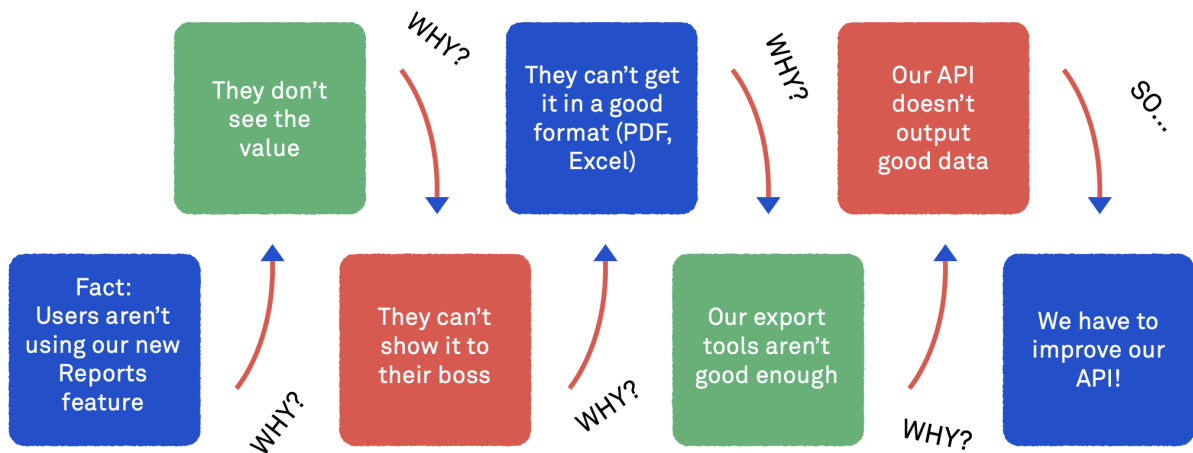 Fact:
Users aren't
using our new
Reports
feature
WHY?
They don't
see the
value
WHY?
They can't
show it to
their boss
WHY?
They can't get
it in a good
format (PDF,
Excel)
WHY?
Our export
tools aren't
good enough
WHY?
Our API
doesn't
output
good data
SO...
We have to
improve our
API!